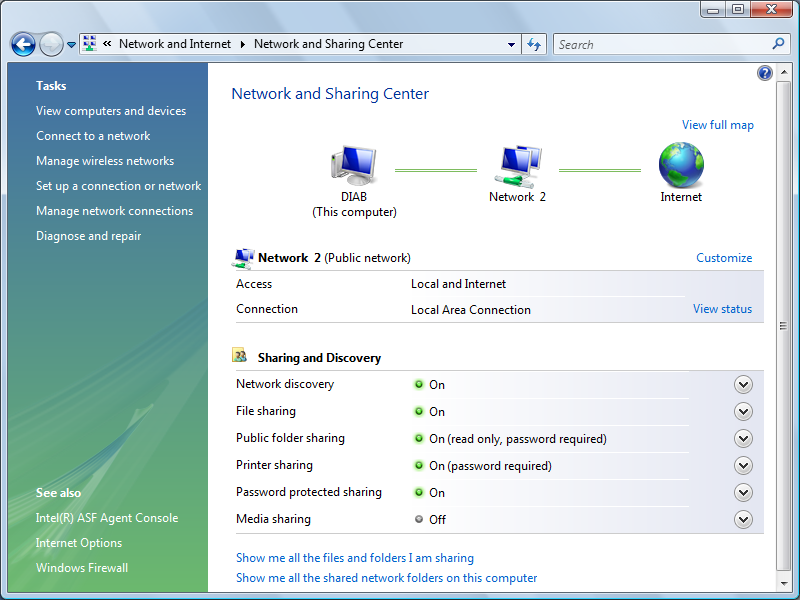 « Network and Internet ▸ Network and Sharing Center
Search
Tasks
View computers and devices
Connect to a network
Manage wireless networks
Set up a connection or network
Manage network connections
Diagnose and repair
See also
Intel(R) ASF Agent Console
Internet Options
Windows Firewall
?
Network and Sharing Center
View full map
DIAB
(This computer)
Network 2
Internet
Network 2 (Public network)
Customize
Access Local and Internet
Connection Local Area Connection View status
Sharing and Discovery
Network discovery On
File sharing On
Public folder sharing On (read only, password required)
Printer sharing On (password required)
Password protected sharing On
Media sharing Off
Show me all the files and folders I am sharing
Show me all the shared network folders on this computer